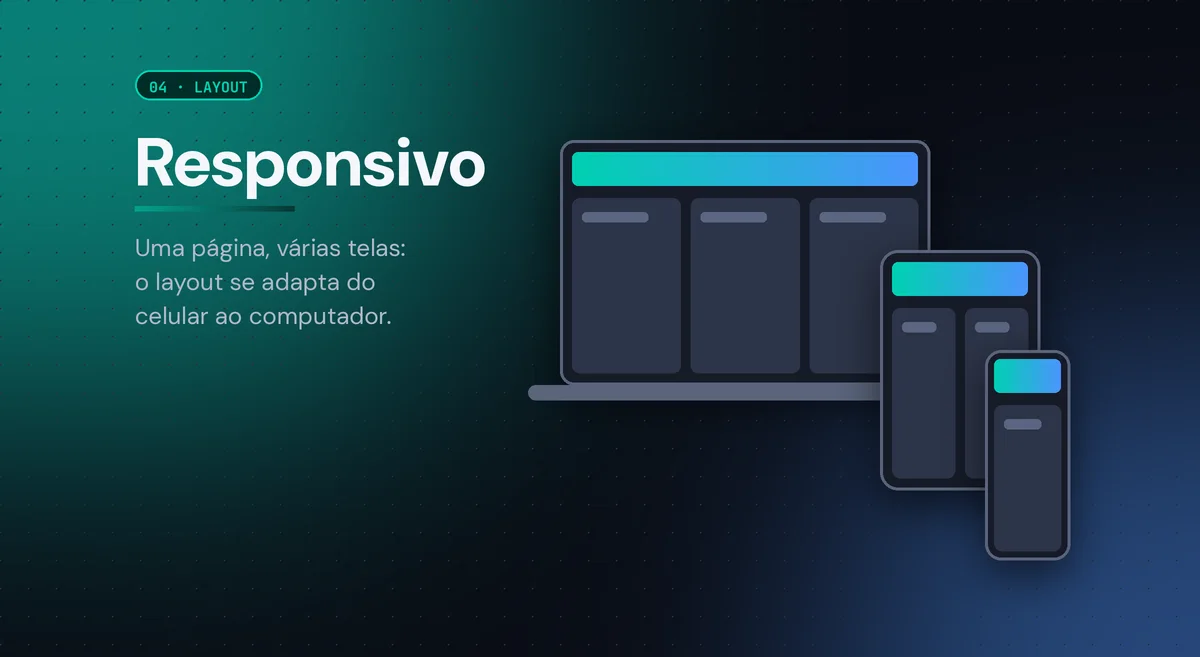 04 · LAYOUT
Responsivo
Uma página, várias telas:
o layout se adapta do
celular ao computador.